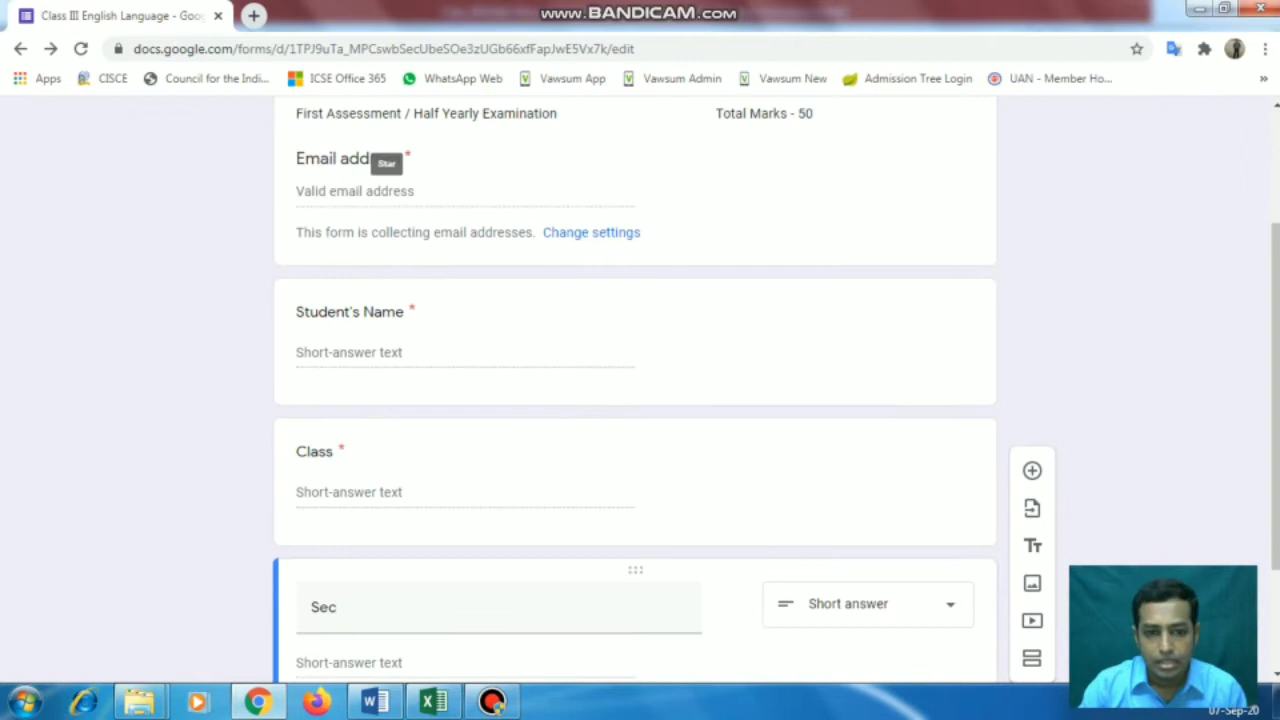 Class III English Language - Goo
www.BANDICAM.com
docs.google.com/forms/d/1TPJ9uTa_MPCswbSecUbeSOe3zUGb66xfFapJwE5Vx7k/edit
Apps CISCE Council for the Indi... ICSE Office 365 WhatsApp Web Vawsum App Vawsum Admin Vawsum New Admission Tree Login UAN - Member Ho... »
First Assessment / Half Yearly Examination Total Marks - 50
Email add Star *
Valid email address
This form is collecting email addresses. Change settings
Student's Name *
Short-answer text
Class *
Short-answer text
Sec Short answer
Short-answer text
07-Sep-20